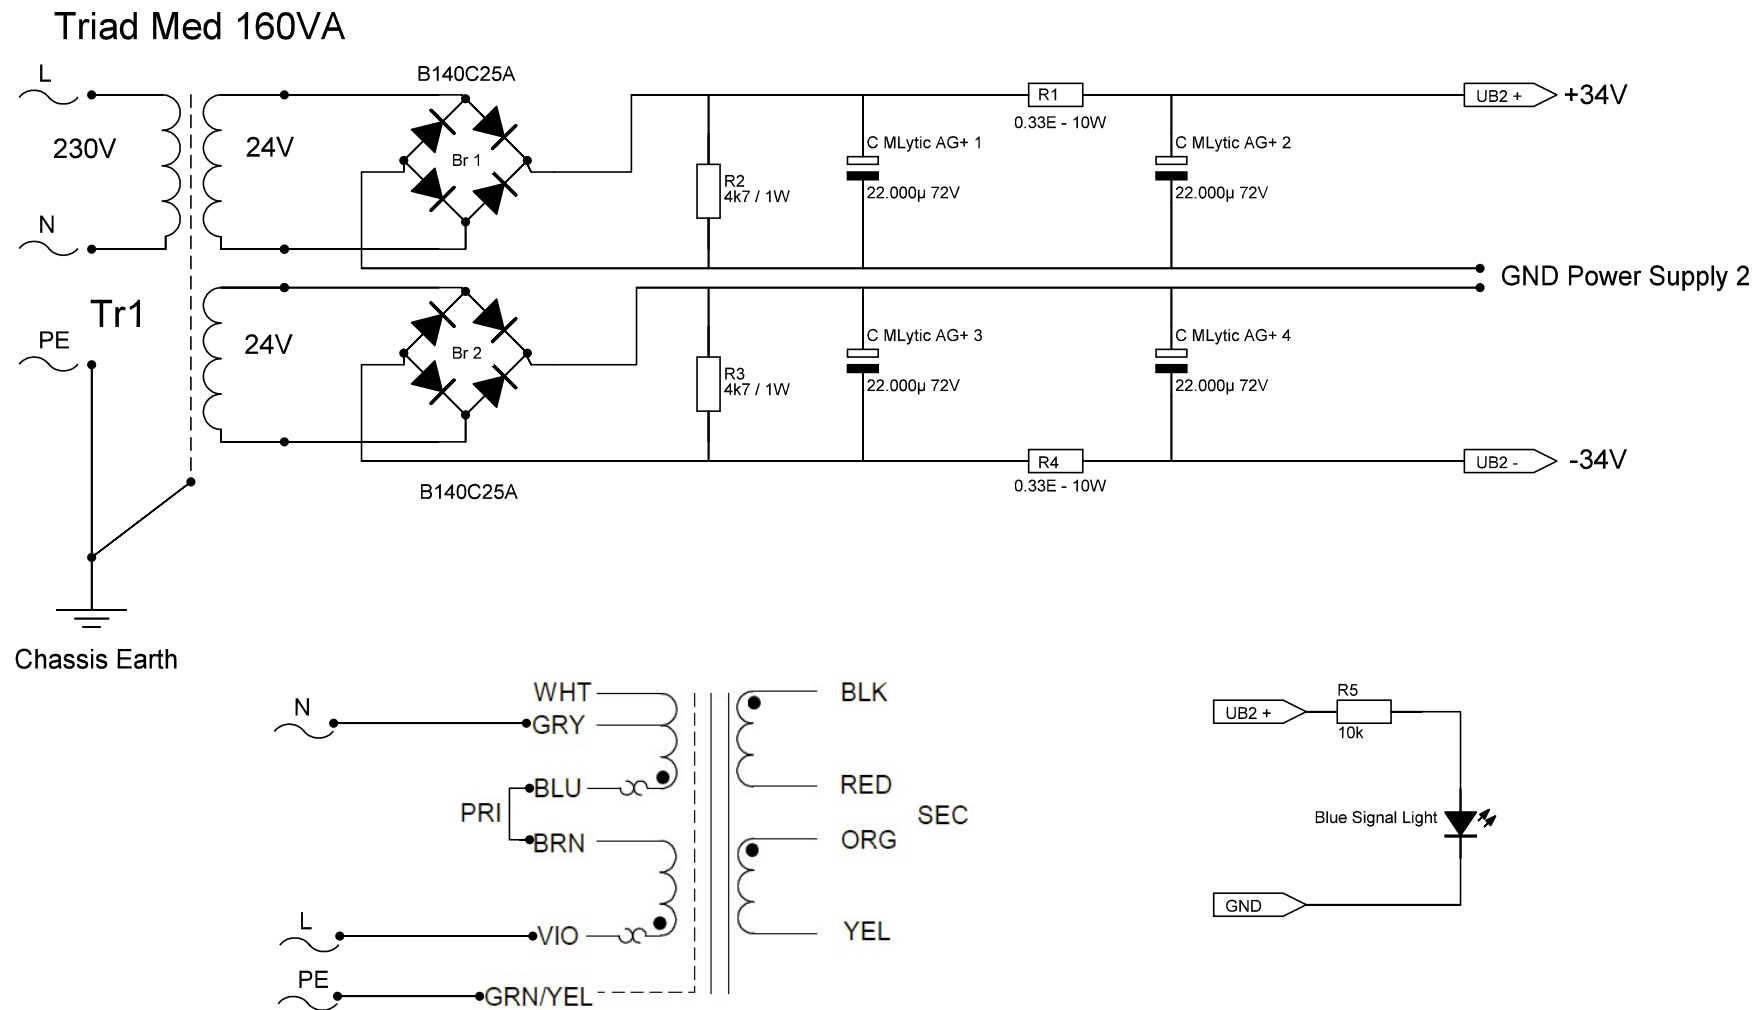 Triad Med 160VA
B140C25A
L
R1
UB2 +
+34V
0.33E - 10W
230V
24V
Br 1
C MLytic AG+ 1
C MLytic AG+ 2
R2
4k7 / 1W
22.000µ 72V
22.000µ 72V
N
GND Power Supply 2
Tr1
PE
24V
Br 2
C MLytic AG+ 3
C MLytic AG+ 4
R3
4k7 / 1W
22.000µ 72V
22.000µ 72V
R4
UB2 -
-34V
0.33E - 10W
B140C25A
Chassis Earth
N
WHT
GRY
BLU
PRI
BRN
L
VIO
PE
GRN/YEL
BLK
RED
SEC
ORG
YEL
R5
UB2 +
10k
Blue Signal Light
GND